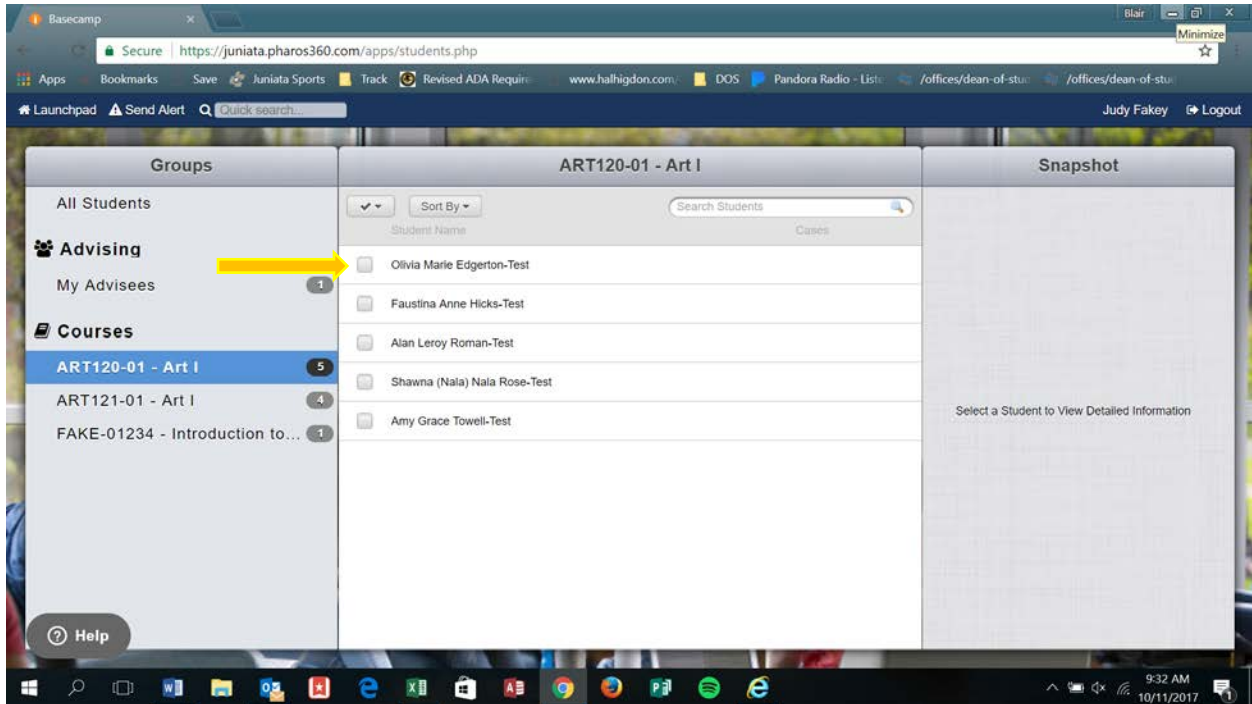 Basecamp
Blair
Minimize
Secure https://juniata.pharos360.com/apps/students.php
Apps Bookmarks Save Juniata Sports Track Revised ADA Require www.halhigdon.com/ DOS Pandora Radio - Liste /offices/dean-of-stud /offices/dean-of-stu
Launchpad Send Alert Quick search... Judy Fakey Logout
Groups
All Students
Advising
My Advisees 1
Courses
ART120-01 - Art I 5
ART121-01 - Art I 4
FAKE-01234 - Introduction to... 1
Help
ART120-01 - Art I
Sort By Search Students
Student Name Cases
Olivia Marie Edgerton-Test
Faustina Anne Hicks-Test
Alan Leroy Roman-Test
Shawna (Nala) Nala Rose-Test
Amy Grace Towell-Test
Snapshot
Select a Student to View Detailed Information
9:32 AM
10/11/2017